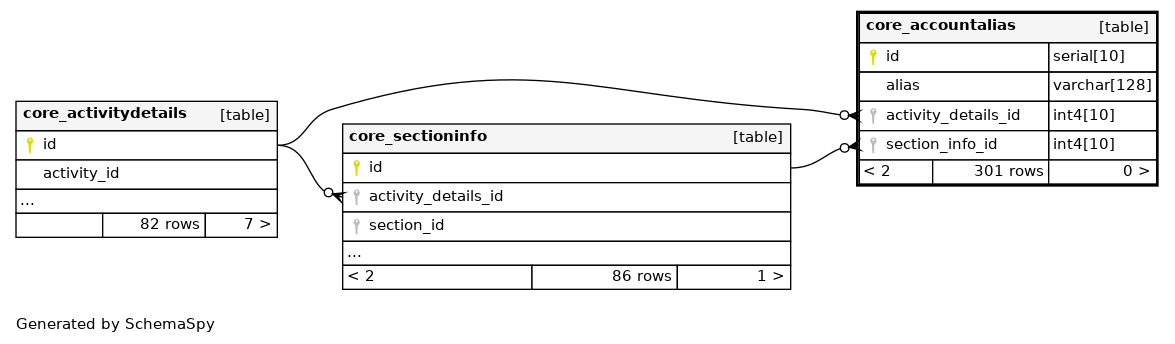 core_activitydetails [table]
id
activity_id
...
82 rows 7 >
core_sectioninfo [table]
id
activity_details_id
section_id
...
< 2 86 rows 1 >
core_accountalias [table]
id serial[10]
alias varchar[128]
activity_details_id int4[10]
section_info_id int4[10]
< 2 301 rows 0 >
Generated by SchemaSpy